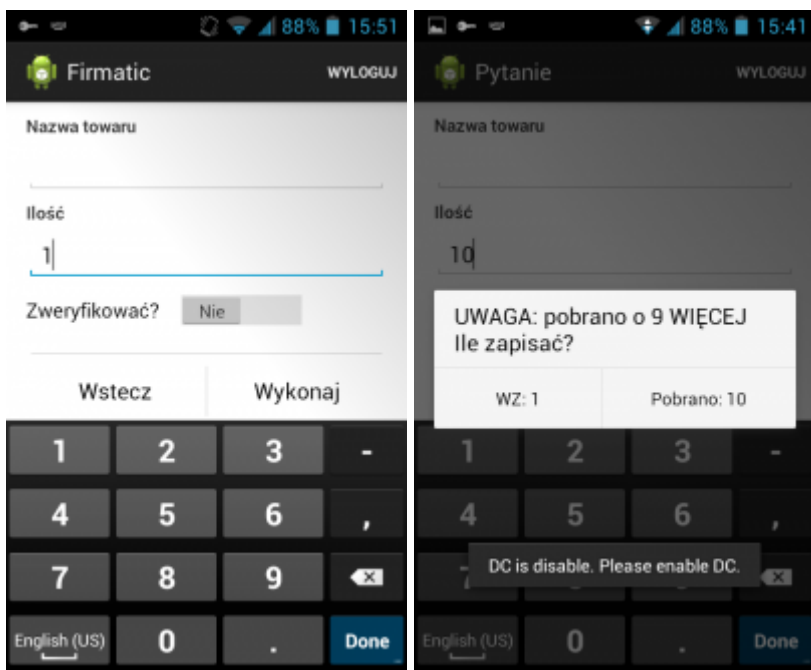 88% 15:51
Firmatic WYLOGUJ
Nazwa towaru
Ilość
1
Zweryfikować? Nie
Wstecz Wykonaj
1 2 3 -
4 5 6 ,
7 8 9
English (US) 0 . Done
88% 15:41
Pytanie WYLOGUJ
Nazwa towaru
Ilość
10
UWAGA: pobrano o 9 WIĘCEJ
Ile zapisać?
WZ: 1 Pobrano: 10
1 2 3 -
4 5 6 ,
7
DC is disable. Please enable DC.
English (US) 0 . Done